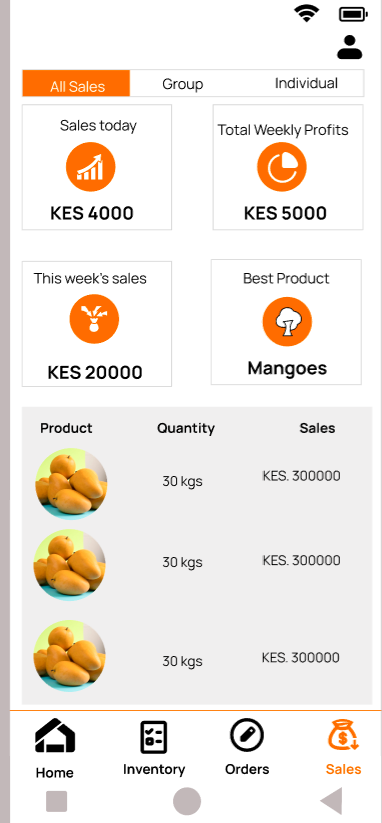 All Sales Group Individual
Sales today Total Weekly Profits
KES 4000 KES 5000
This week's sales Best Product
KES 20000 Mangoes
Product Quantity Sales
30 kgs KES. 300000
30 kgs KES. 300000
30 kgs KES. 300000
Home Inventory Orders Sales